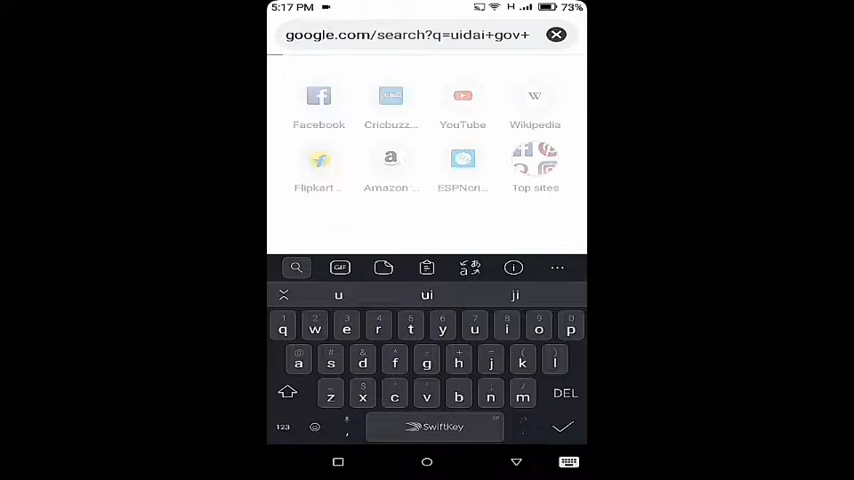 5:17 PM H 73%
google.com/search?q=uidai+gov+
Facebook Cricbuzz... YouTube Wikipedia
Flipkart .. Amazon ... ESPNcri... Top sites
GIF
u ui ji
1 2 3 4 5 6 7 8 9 0
q w e r t y u i o p
@ # & * - + = ( )
a s d f g h j k l
_ $ " ' : ;
z x c v b n m DEL
123 , SwiftKey